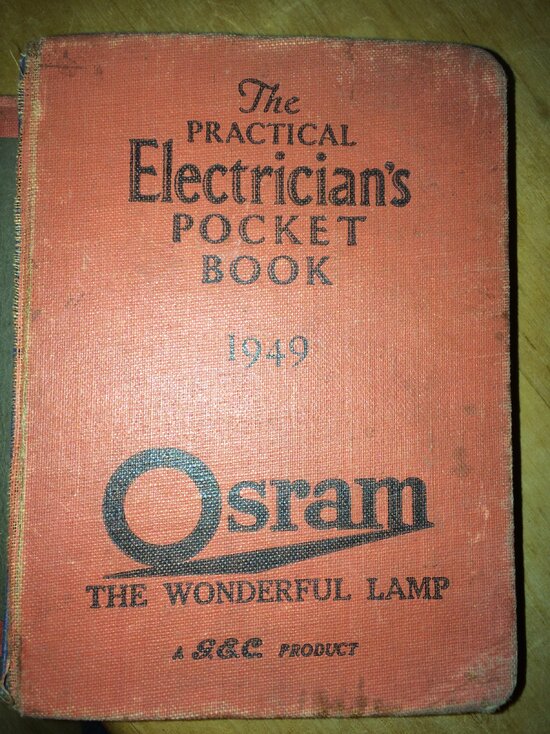 The
PRACTICAL
Electrician's
POCKET
BOOK
1949
Osram
THE WONDERFUL LAMP
A G.E.C. PRODUCT